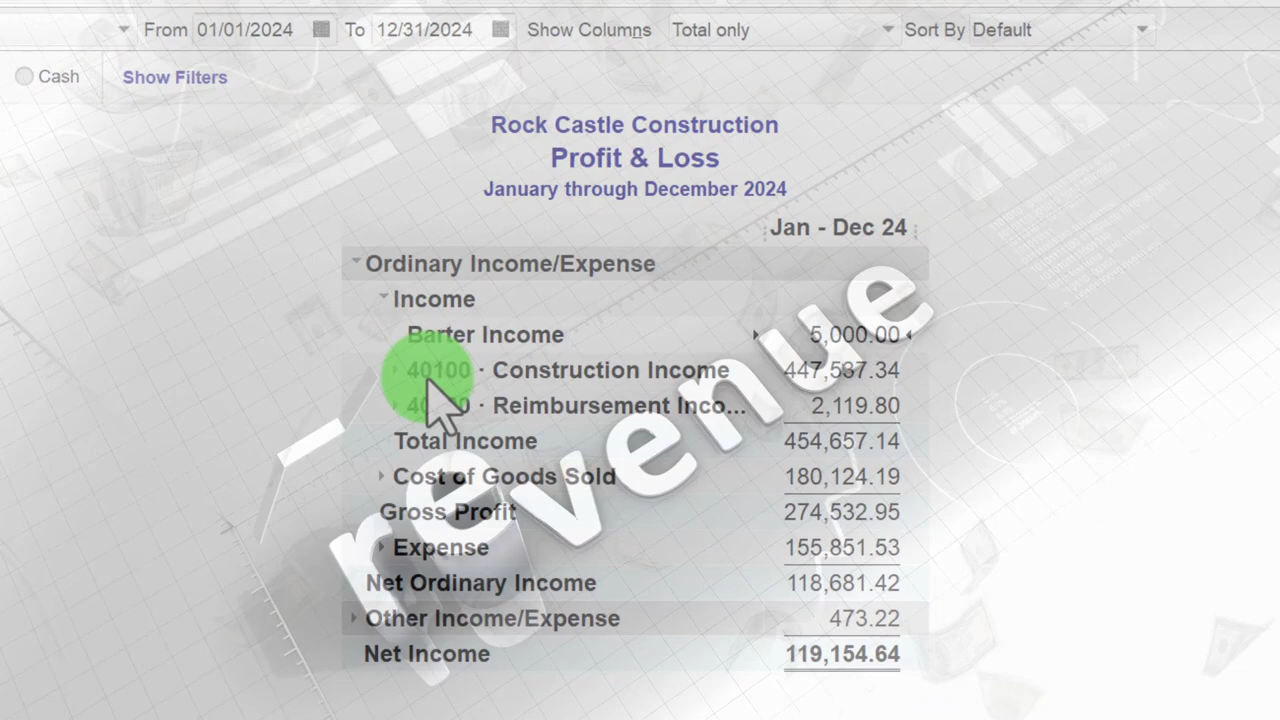 From 01/01/2024 To 12/31/2024 Show Columns Total only Sort By Default
Cash Show Filters
Rock Castle Construction
Profit & Loss
January through December 2024
Jan - Dec 24
Ordinary Income/Expense
Income
Barter Income 5,000.00
40100 · Construction Income 447,537.34
· Reimbursement Inco... 2,119.80
Total Income 454,657.14
Cost of Goods Sold 180,124.19
Gross Profit 274,532.95
Expense 155,851.53
Net Ordinary Income 118,681.42
Other Income/Expense 473.22
Net Income 119,154.64
revenue